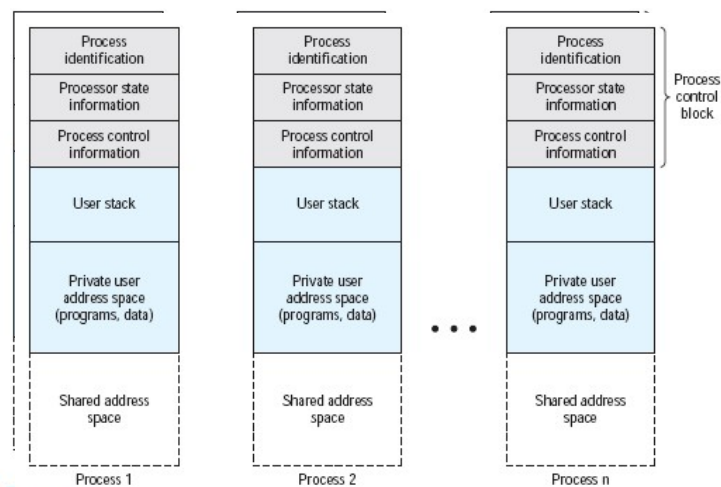 Process
identification
Processor state
information
Process control
information
User stack
Private user
address space
(programs, data)
Shared address
space
Process 1
Process
identification
Processor state
information
Process control
information
User stack
Private user
address space
(programs, data)
Shared address
space
Process 2
• • •
Process
identification
Processor state
information
Process control
information
User stack
Private user
address space
(programs, data)
Shared address
space
Process n
Process
control
block